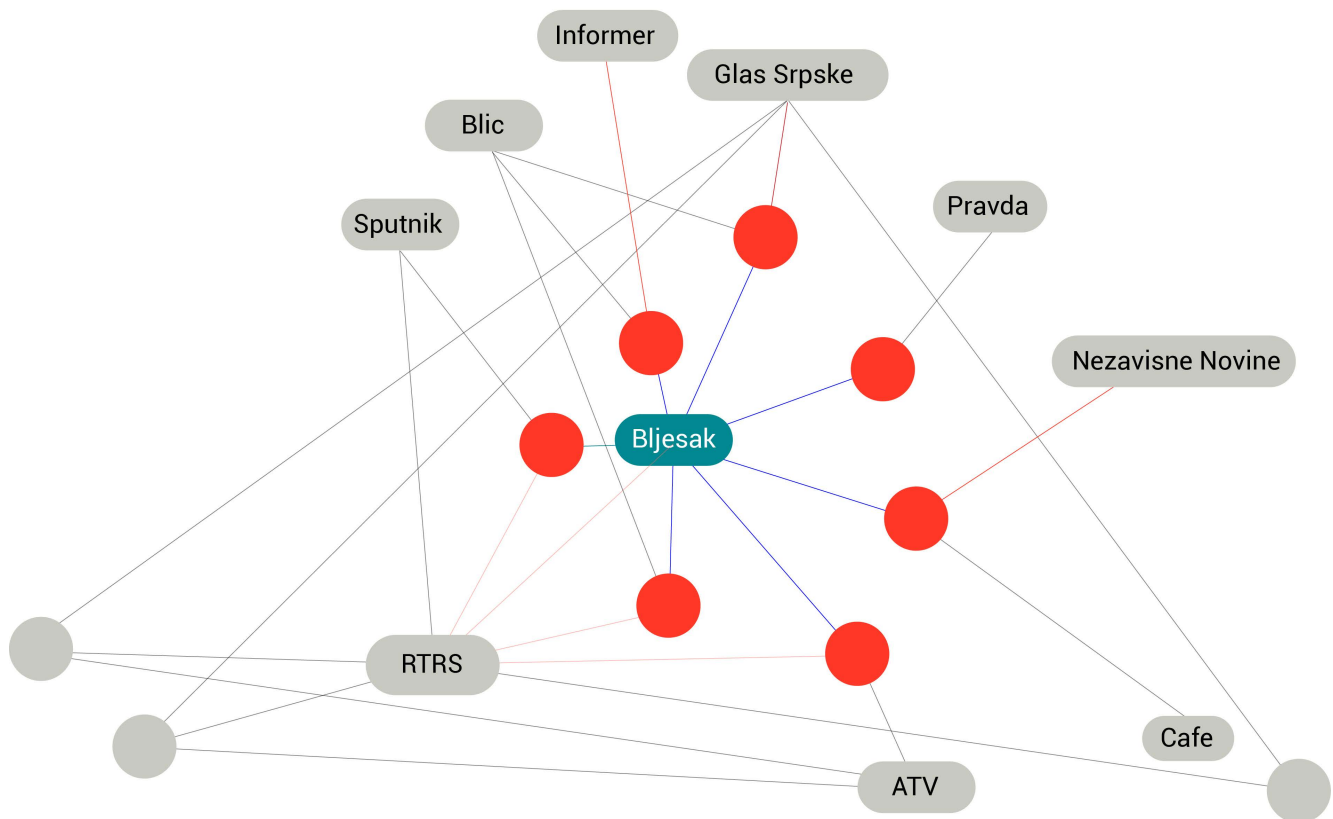 Informer
Glas Srpske
Blic
Pravda
Sputnik
Nezavisne Novine
Bljesak
RTRS
Cafe
ATV